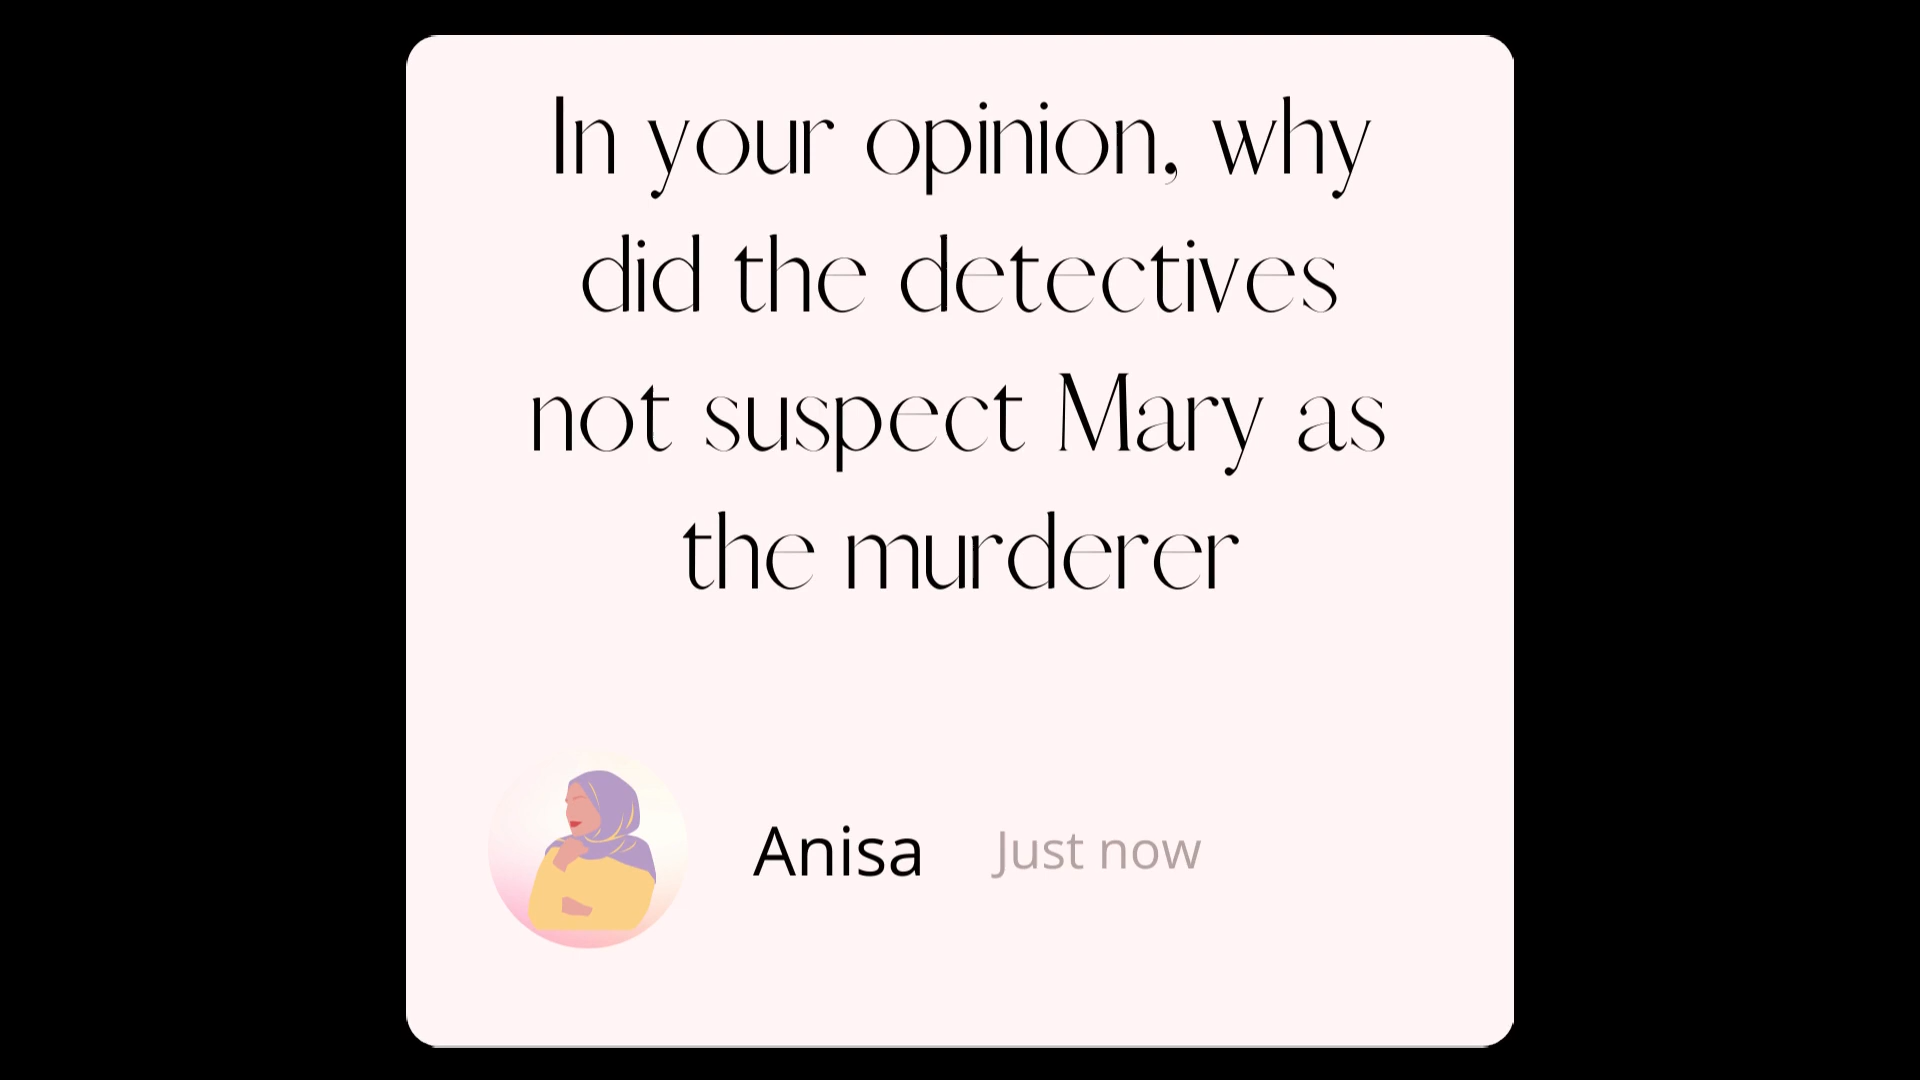 In your opinion, why
did the detectives
not suspect Mary as
the murderer
Anisa Just now